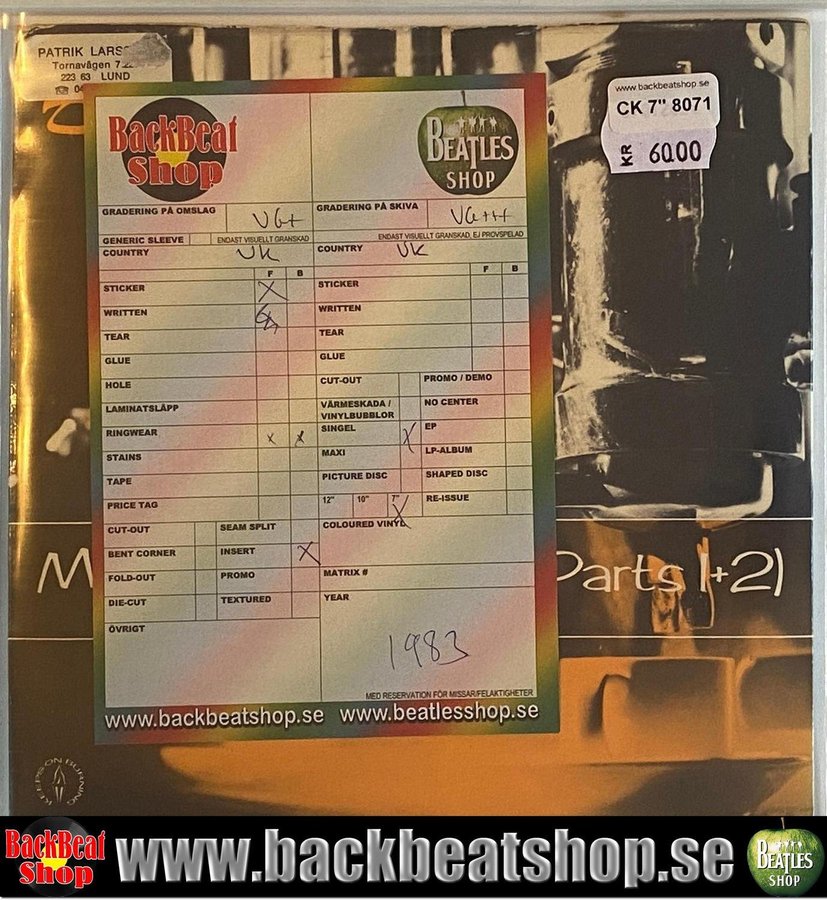 PATRIK LARS
Tornavägen 7
223 63 LUND
www.backbeatshop.se
CK 7" 8071
KR 60.00
BackBeat
Shop
BEATLES
SHOP
GRADERING PÅ OMSLAG VG+
GRADERING PÅ SKIVA VG+++
GENERIC SLEEVE ENDAST VISUELLT GRANSKAD
ENDAST VISUELLT GRANSKAD, EJ PROVSPELAD
COUNTRY UK
COUNTRY UK
F B
F B
STICKER X
STICKER
WRITTEN
WRITTEN
TEAR
TEAR
GLUE
GLUE
HOLE
CUT-OUT PROMO / DEMO
LAMINATSLÄPP
VÄRMESKADA /
VINYLBUBBLOR
NO CENTER
RINGWEAR x x
SINGEL X EP
STAINS
MAXI LP-ALBUM
TAPE
PICTURE DISC SHAPED DISC
PRICE TAG
12" 10" 7" X RE-ISSUE
CUT-OUT SEAM SPLIT
COLOURED VINYL
BENT CORNER INSERT X
FOLD-OUT PROMO
MATRIX #
DIE-CUT TEXTURED
YEAR
ÖVRIGT
1983
MED RESERVATION FÖR MISSAR/FELAKTIGHETER
www.backbeatshop.se www.beatlesshop.se
M
Parts 1+2)
KEEPS ON BURNING
BackBeat
Shop
www.backbeatshop.se
BEATLES
SHOP